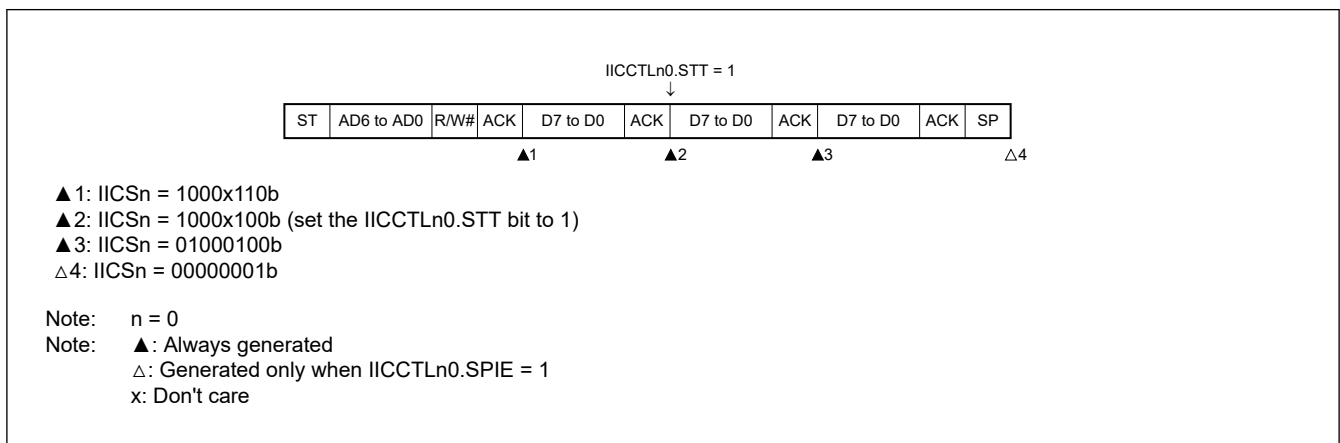 IICCTLn0.STT = 1
↓
ST AD6 to AD0 R/W# ACK D7 to D0 ACK D7 to D0 ACK D7 to D0 ACK SP
▲1 ▲2 ▲3 △4
▲1: IICSn = 1000x110b
▲2: IICSn = 1000x100b (set the IICCTLn0.STT bit to 1)
▲3: IICSn = 01000100b
△4: IICSn = 00000001b
Note: n = 0
Note: ▲: Always generated
△: Generated only when IICCTLn0.SPIE = 1
x: Don't care